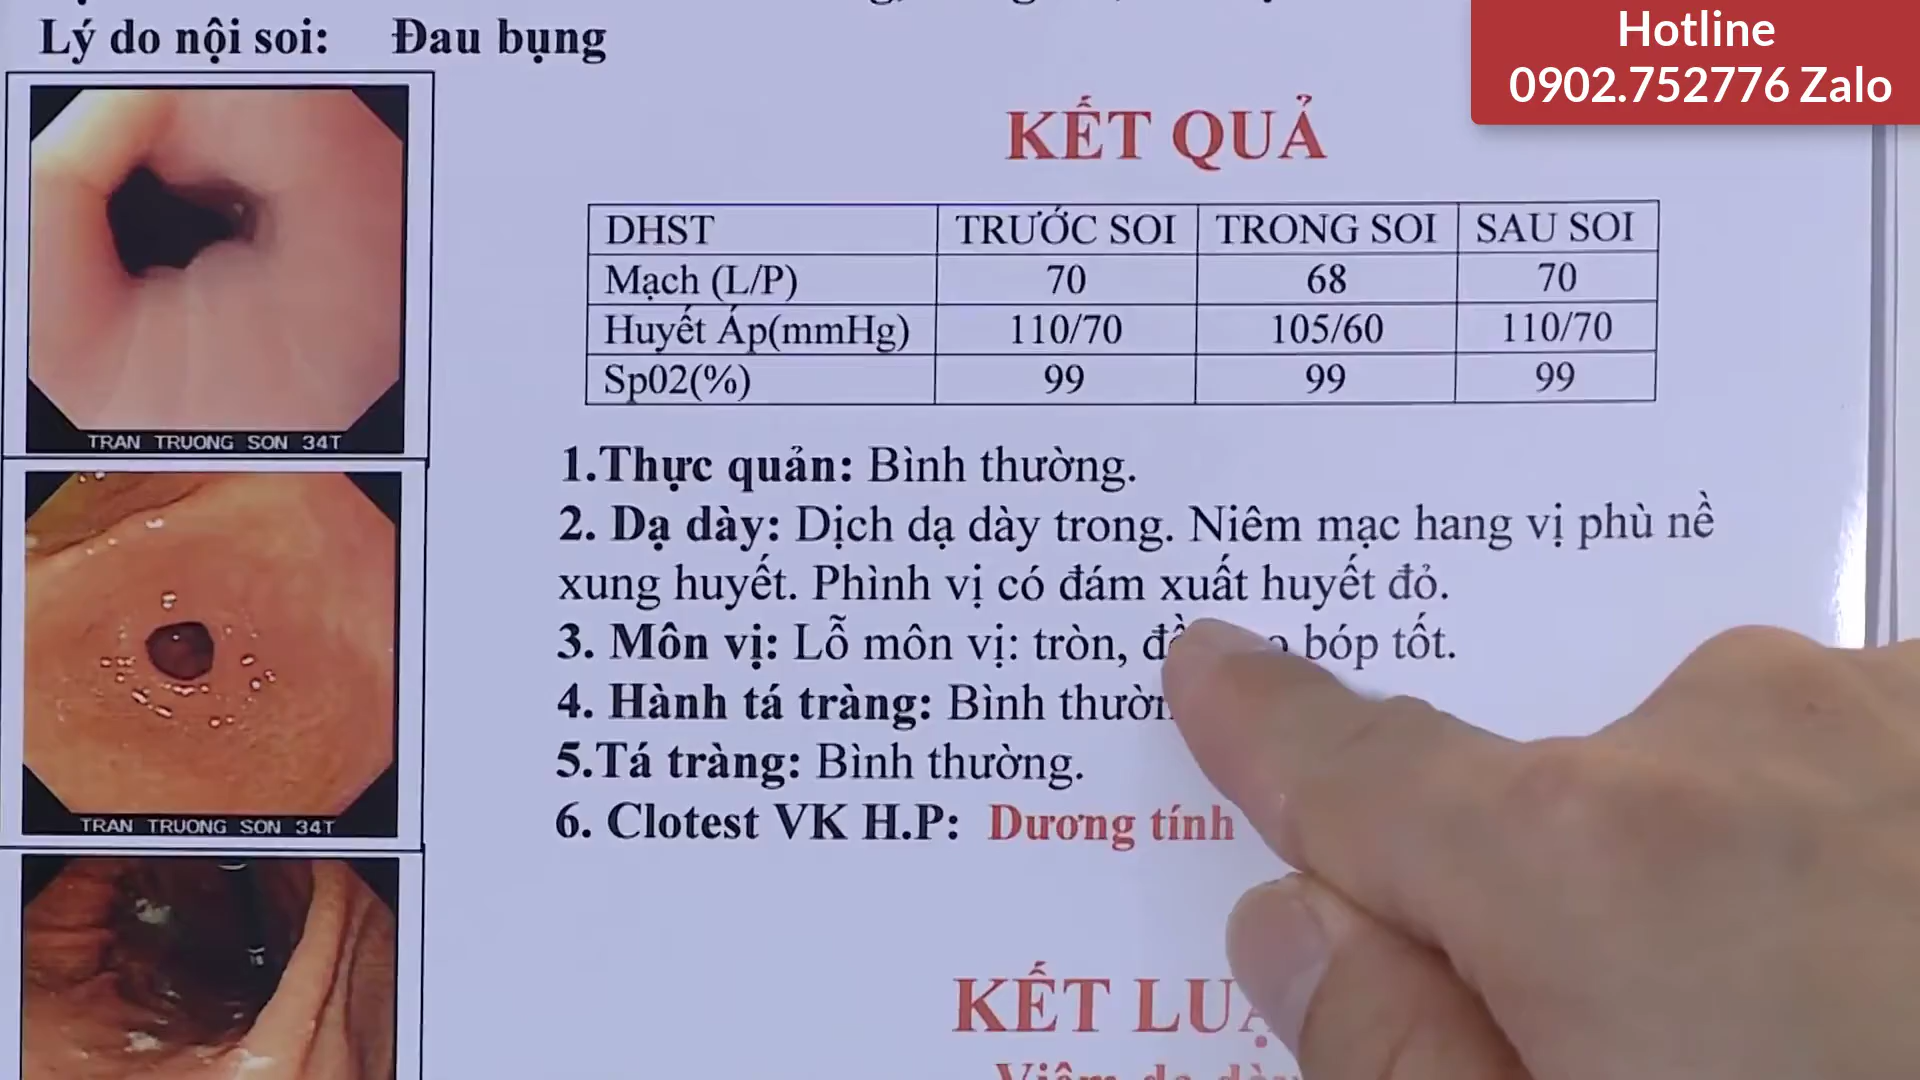 Lý do nội soi: Đau bụng
Hotline
0902.752776 Zalo
KẾT QUẢ
DHST TRƯỚC SOI TRONG SOI SAU SOI
Mạch (L/P) 70 68 70
Huyết Áp(mmHg) 110/70 105/60 110/70
Sp02(%) 99 99 99
1.Thực quản: Bình thường.
2. Dạ dày: Dịch dạ dày trong. Niêm mạc hang vị phù nề
xung huyết. Phình vị có đám xuất huyết đỏ.
3. Môn vị: Lỗ môn vị: tròn, bóp tốt.
4. Hành tá tràng: Bình
5.Tá tràng: Bình thường.
6. Clotest VK H.P: Dương tính
KẾT
TRAN TRUONG SON 34T
TRAN TRUONG SON 34T